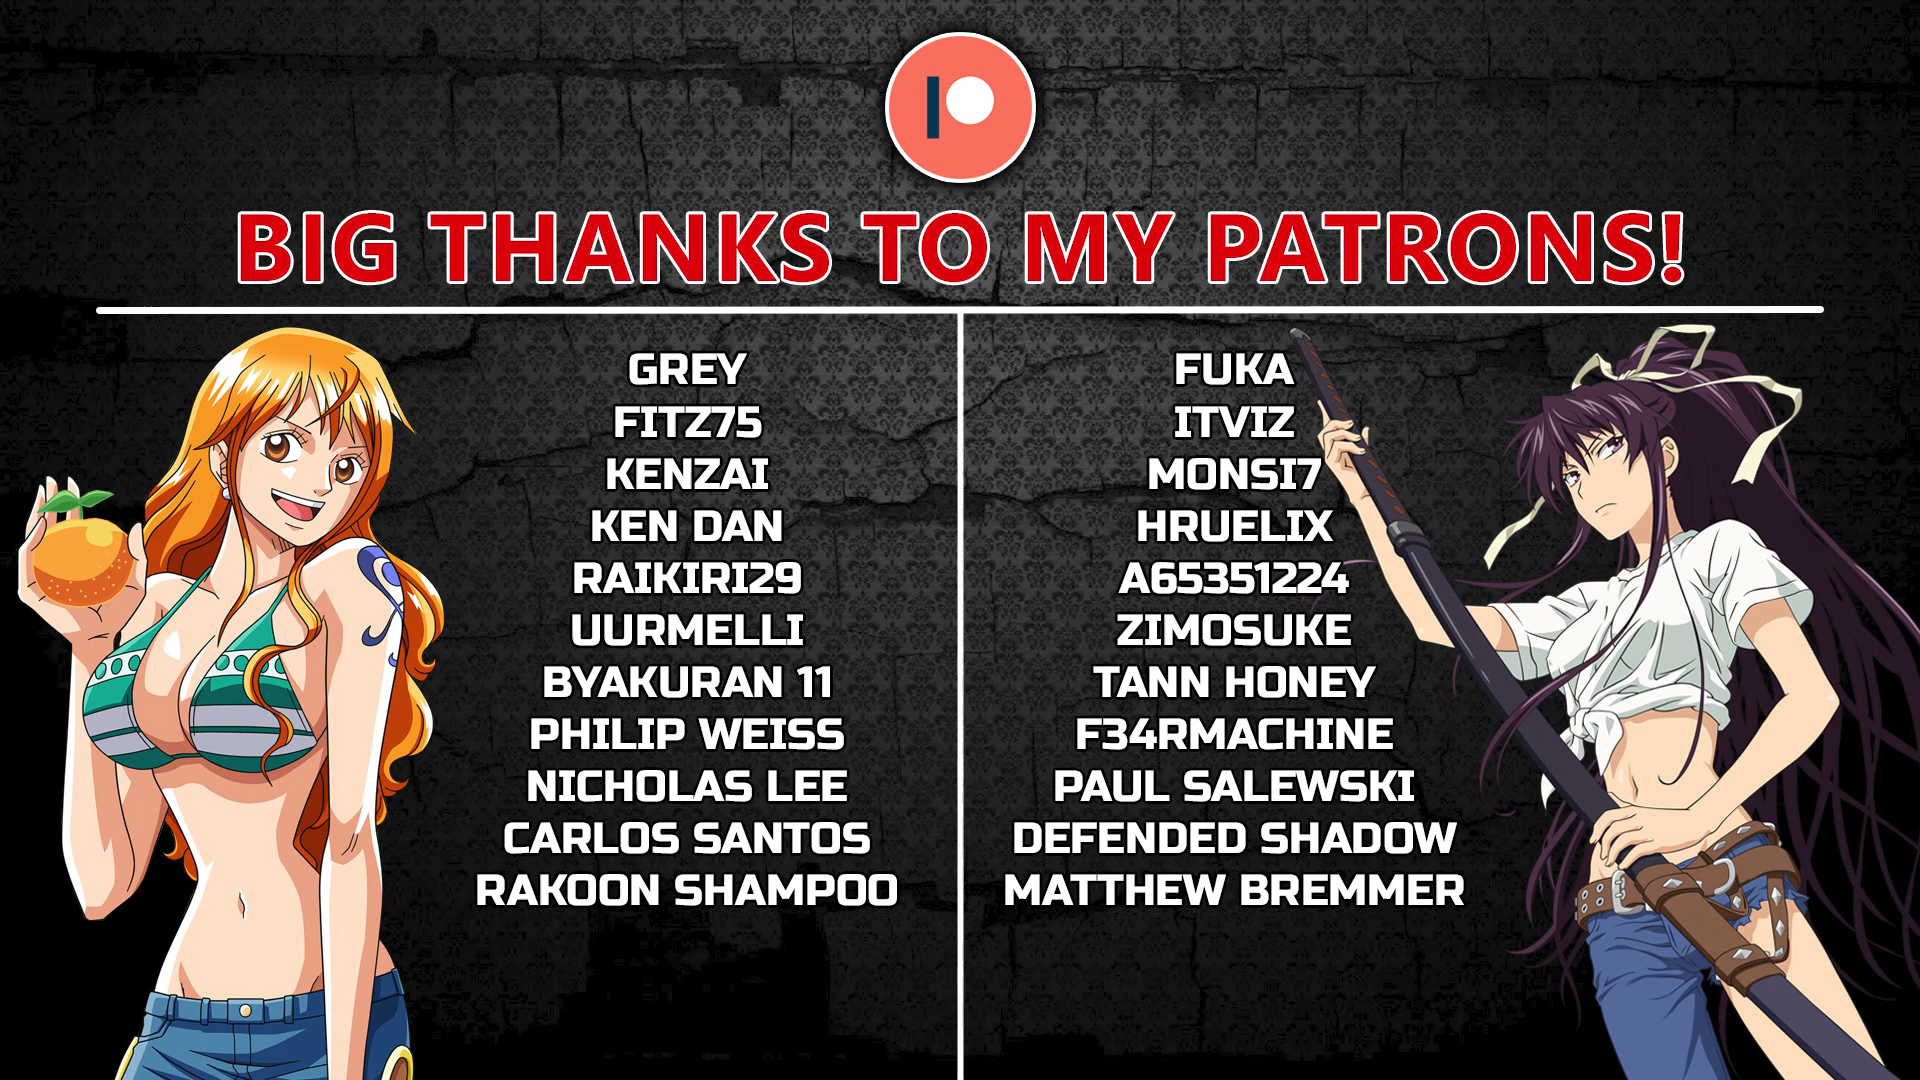 BIG THANKS TO MY PATRONS!
GREY
FITZ75
KENZAI
KEN DAN
RAIKIRI29
UURMELLI
BYAKURAN 11
PHILIP WEISS
NICHOLAS LEE
CARLOS SANTOS
RAKOON SHAMPOO
FUKA
ITVIZ
MONSI7
HRUELIX
A65351224
ZIMOSUKE
TANN HONEY
F34RMACHINE
PAUL SALEWSKI
DEFENDED SHADOW
MATTHEW BREMMER